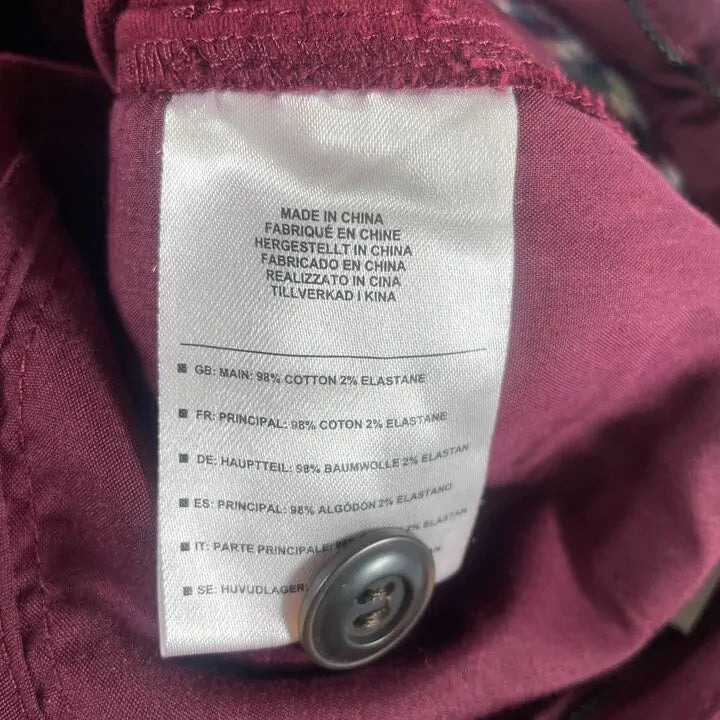 MADE IN CHINA
FABRIQUÉ EN CHINE
HERGESTELLT IN CHINA
FABRICADO EN CHINA
REALIZZATO IN CINA
TILLVERKAD I KINA
GB: MAIN: 98% COTTON 2% ELASTANE
FR: PRINCIPAL: 98% COTON 2% ELASTANE
DE: HAUPTTEIL: 98% BAUMWOLLE 2% ELASTAN
ES: PRINCIPAL: 98% ALGÓDÓN 2% ELASTANO
IT: PARTE PRINCIPALE: 98% 2% ELASTAN
SE: HUVUDLAGER: